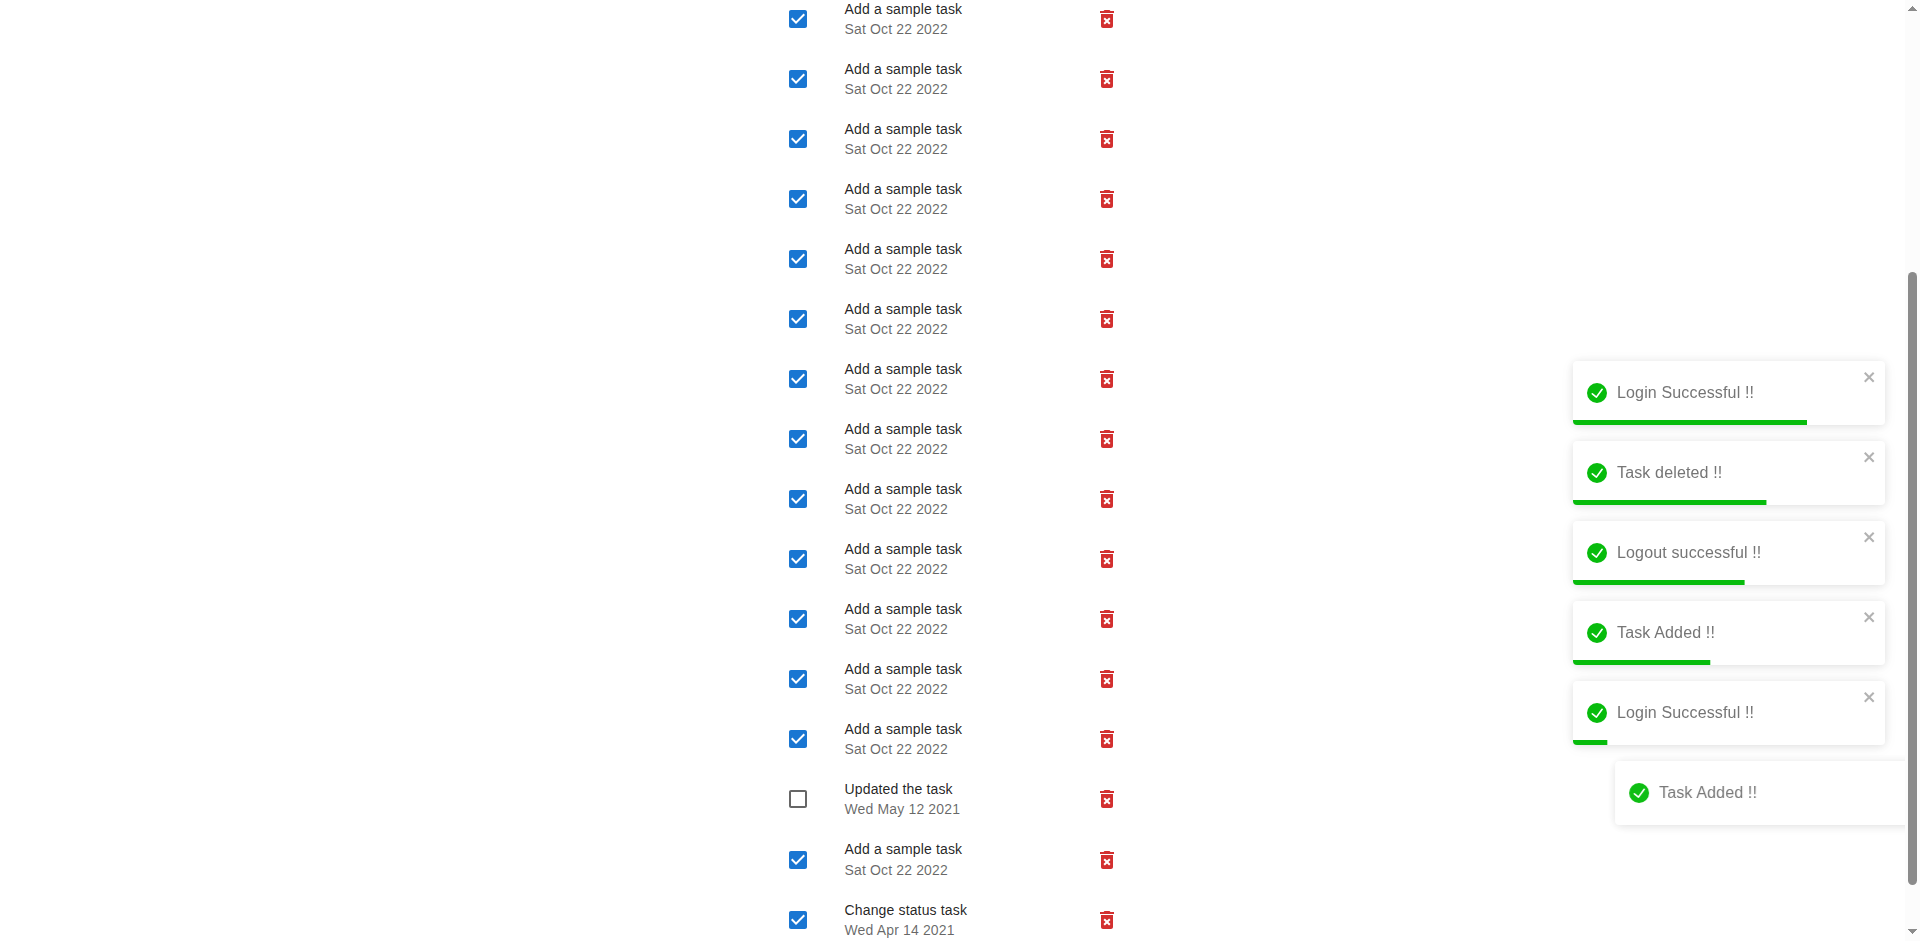 Add a sample task
Sat Oct 22 2022
Add a sample task
Sat Oct 22 2022
Add a sample task
Sat Oct 22 2022
Add a sample task
Sat Oct 22 2022
Add a sample task
Sat Oct 22 2022
Add a sample task
Sat Oct 22 2022
Add a sample task
Sat Oct 22 2022
Add a sample task
Sat Oct 22 2022
Add a sample task
Sat Oct 22 2022
Add a sample task
Sat Oct 22 2022
Add a sample task
Sat Oct 22 2022
Add a sample task
Sat Oct 22 2022
Add a sample task
Sat Oct 22 2022
Updated the task
Wed May 12 2021
Add a sample task
Sat Oct 22 2022
Change status task
Wed Apr 14 2021
Login Successful !!
Task deleted !!
Logout successful !!
Task Added !!
Login Successful !!
Task Added !!